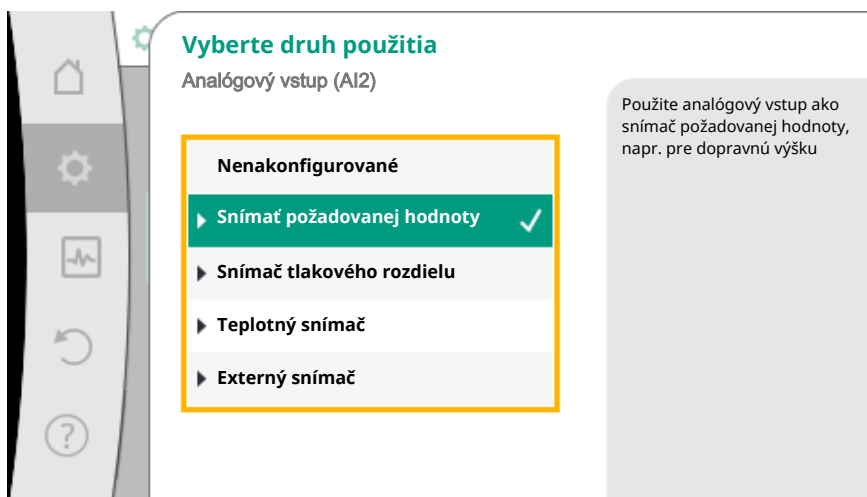 Vyberte druh použitia
Analógový vstup (AI2)
Nenakonfigurované
Snímať požadovanej hodnoty
Snímač tlakového rozdielu
Teplotný snímač
Externý snímač
Použite analógový vstup ako
snímač požadovanej hodnoty,
napr. pre dopravnú výšku
?